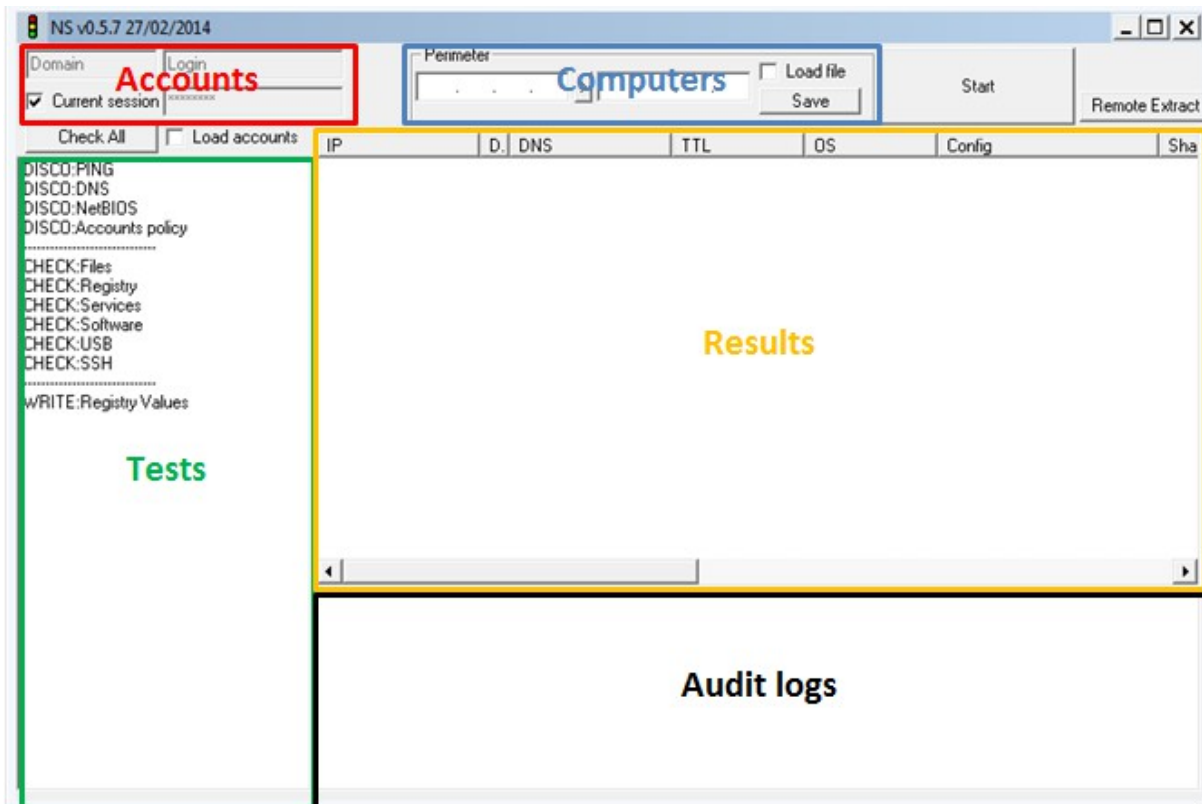 NS v0.5.7 27/02/2014
Domain Login
Accounts
Current session ********
Perimeter
Computers
Load file
Save
Start
Remote Extract
Check All Load accounts
IP D. DNS TTL OS Config Sha
DISCO:PING
DISCO:DNS
DISCO:NetBIOS
DISCO:Accounts policy
--------------------------------
CHECK:Files
CHECK:Registry
CHECK:Services
CHECK:Software
CHECK:USB
CHECK:SSH
--------------------------------
WRITE:Registry Values
Tests
Results
Audit logs